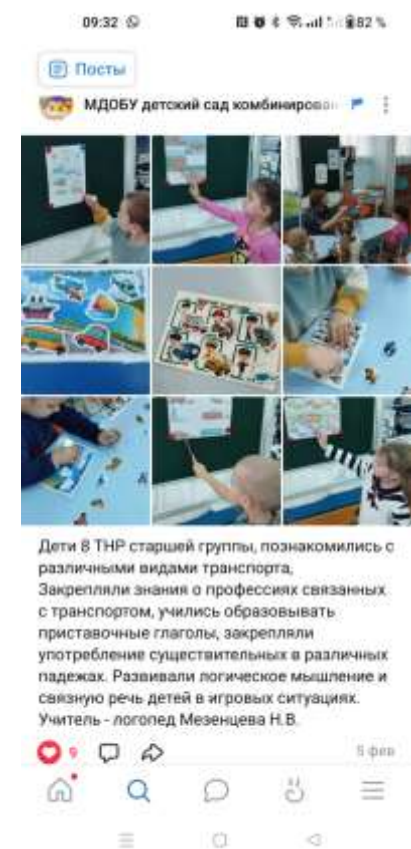 09:32
82 %
Посты
МДОБУ детский сад комбинирован
Дети 8 ТНР старшей группы, познакомились с
различными видами транспорта,
Закрепляли знания о профессиях связанных
с транспортом, учились образовывать
приставочные глаголы, закрепляли
употребление существительных в различных
падежах. Развивали логическое мышление и
связную речь детей в игровых ситуациях.
Учитель - логопед Мезенцева Н.В.
9
5 фев